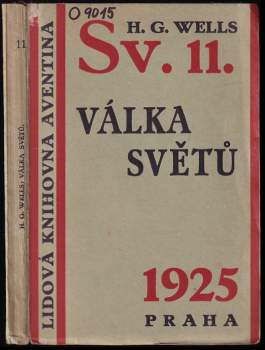 11
H. G. WELLS: VÁLKA SVĚTŮ.
LIDOVÁ KNIHOVNA AVENTINA
O 9015
H. G. WELLS
Sv. 11.
VÁLKA
SVĚTŮ
1925
PRAHA